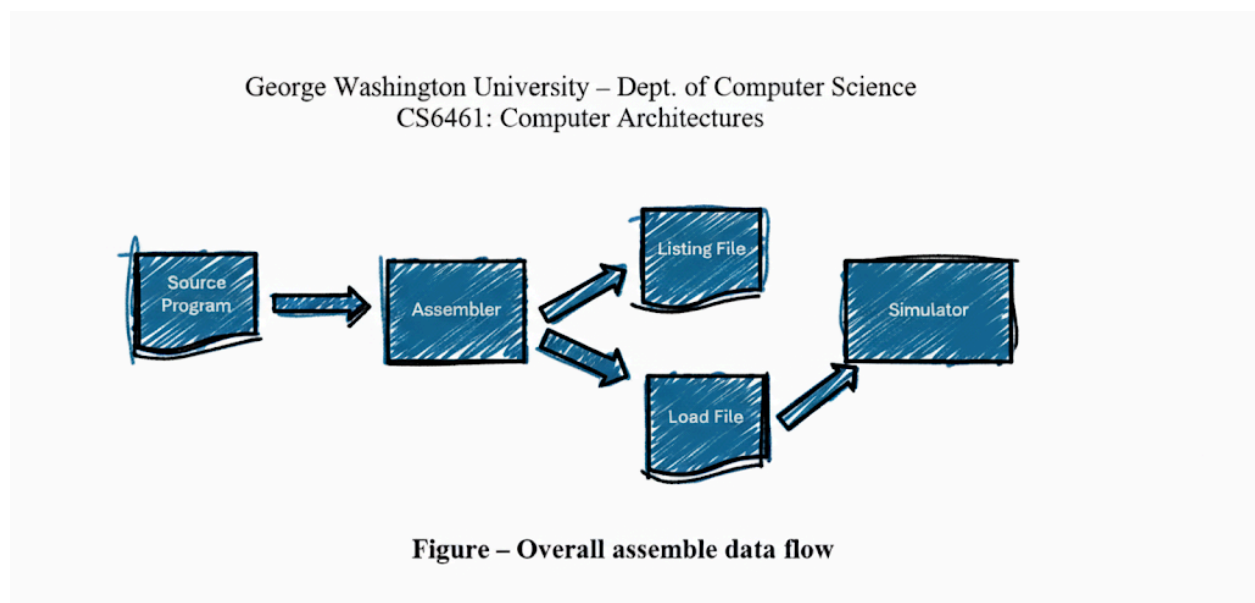 George Washington University – Dept. of Computer Science
CS6461: Computer Architectures
Source
Program
Assembler
Listing File
Load File
Simulator
Figure – Overall assemble data flow